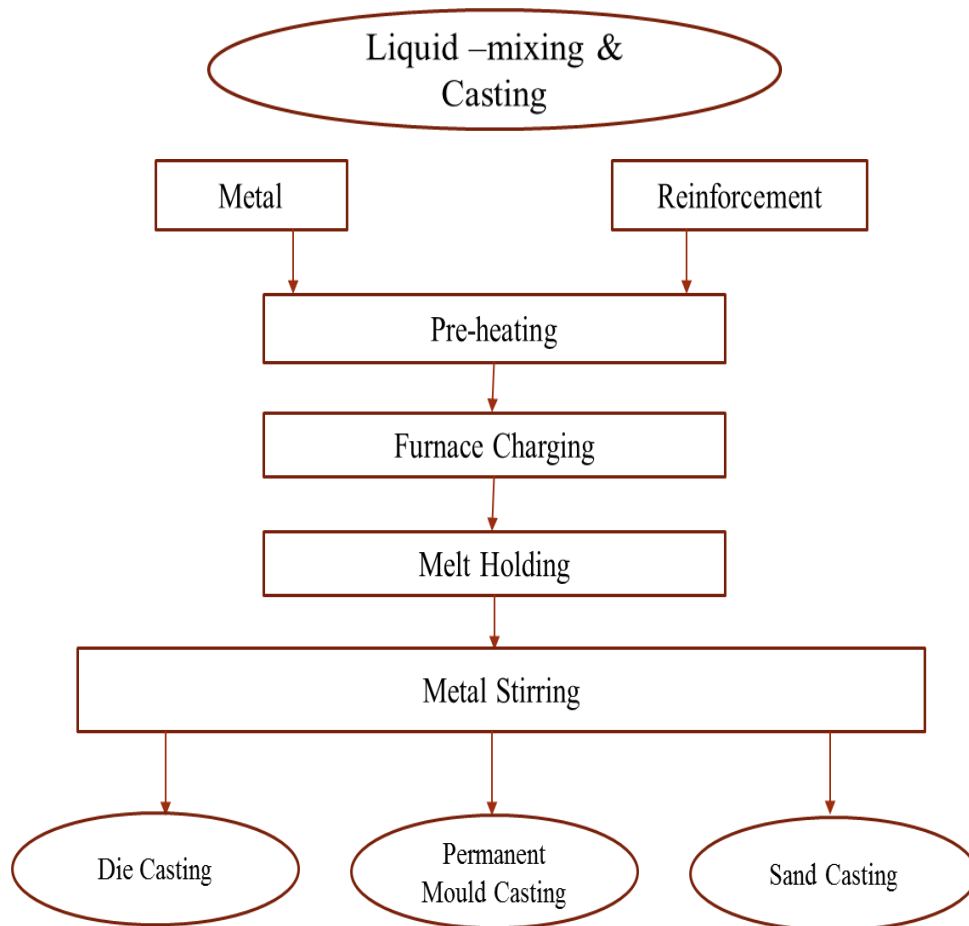 Liquid –mixing &
Casting
Metal
Reinforcement
Pre-heating
Furnace Charging
Melt Holding
Metal Stirring
Die Casting
Permanent
Mould Casting
Sand Casting